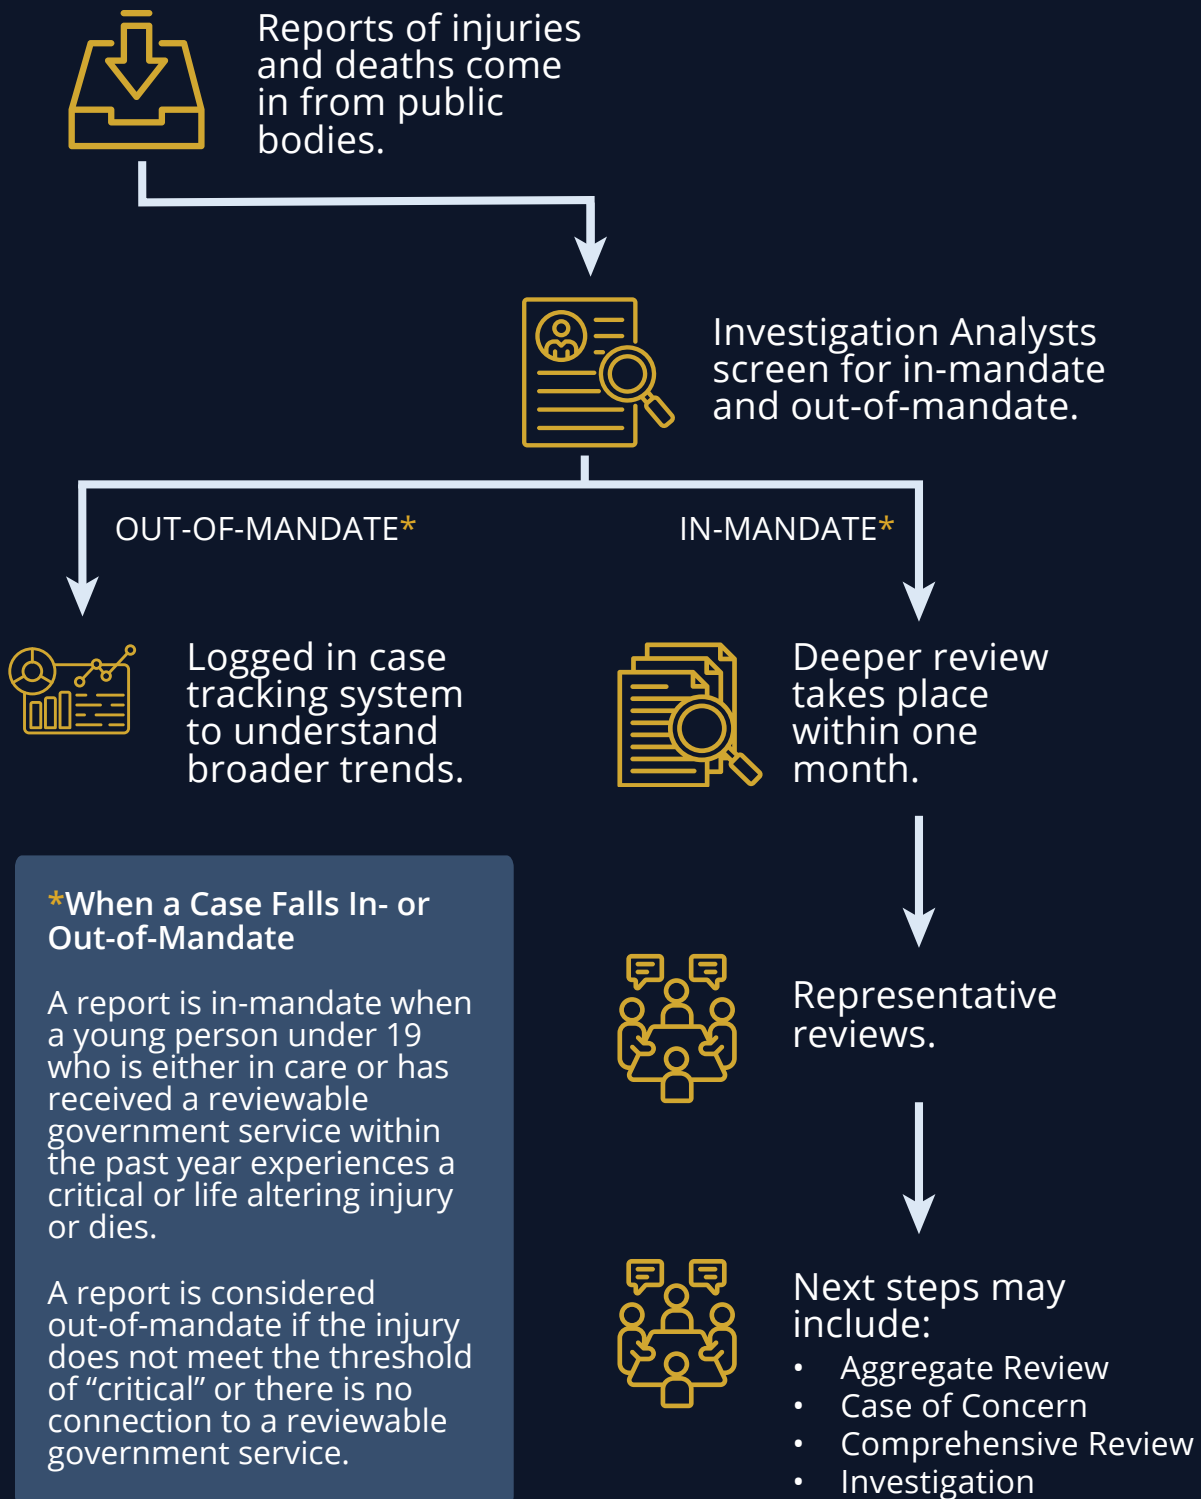 Reports of injuries
and deaths come
in from public
bodies.
Investigation Analysts
screen for in-mandate
and out-of-mandate.
OUT-OF-MANDATE*
IN-MANDATE*
Logged in case
tracking system
to understand
broader trends.
Deeper review
takes place
within one
month.
*When a Case Falls In- or
Out-of-Mandate
A report is in-mandate when
a young person under 19
who is either in care or has
received a reviewable
government service within
the past year experiences a
critical or life altering injury
or dies.
A report is considered
out-of-mandate if the injury
does not meet the threshold
of “critical” or there is no
connection to a reviewable
government service.
Representative
reviews.
Next steps may
include:
• Aggregate Review
• Case of Concern
• Comprehensive Review
• Investigation